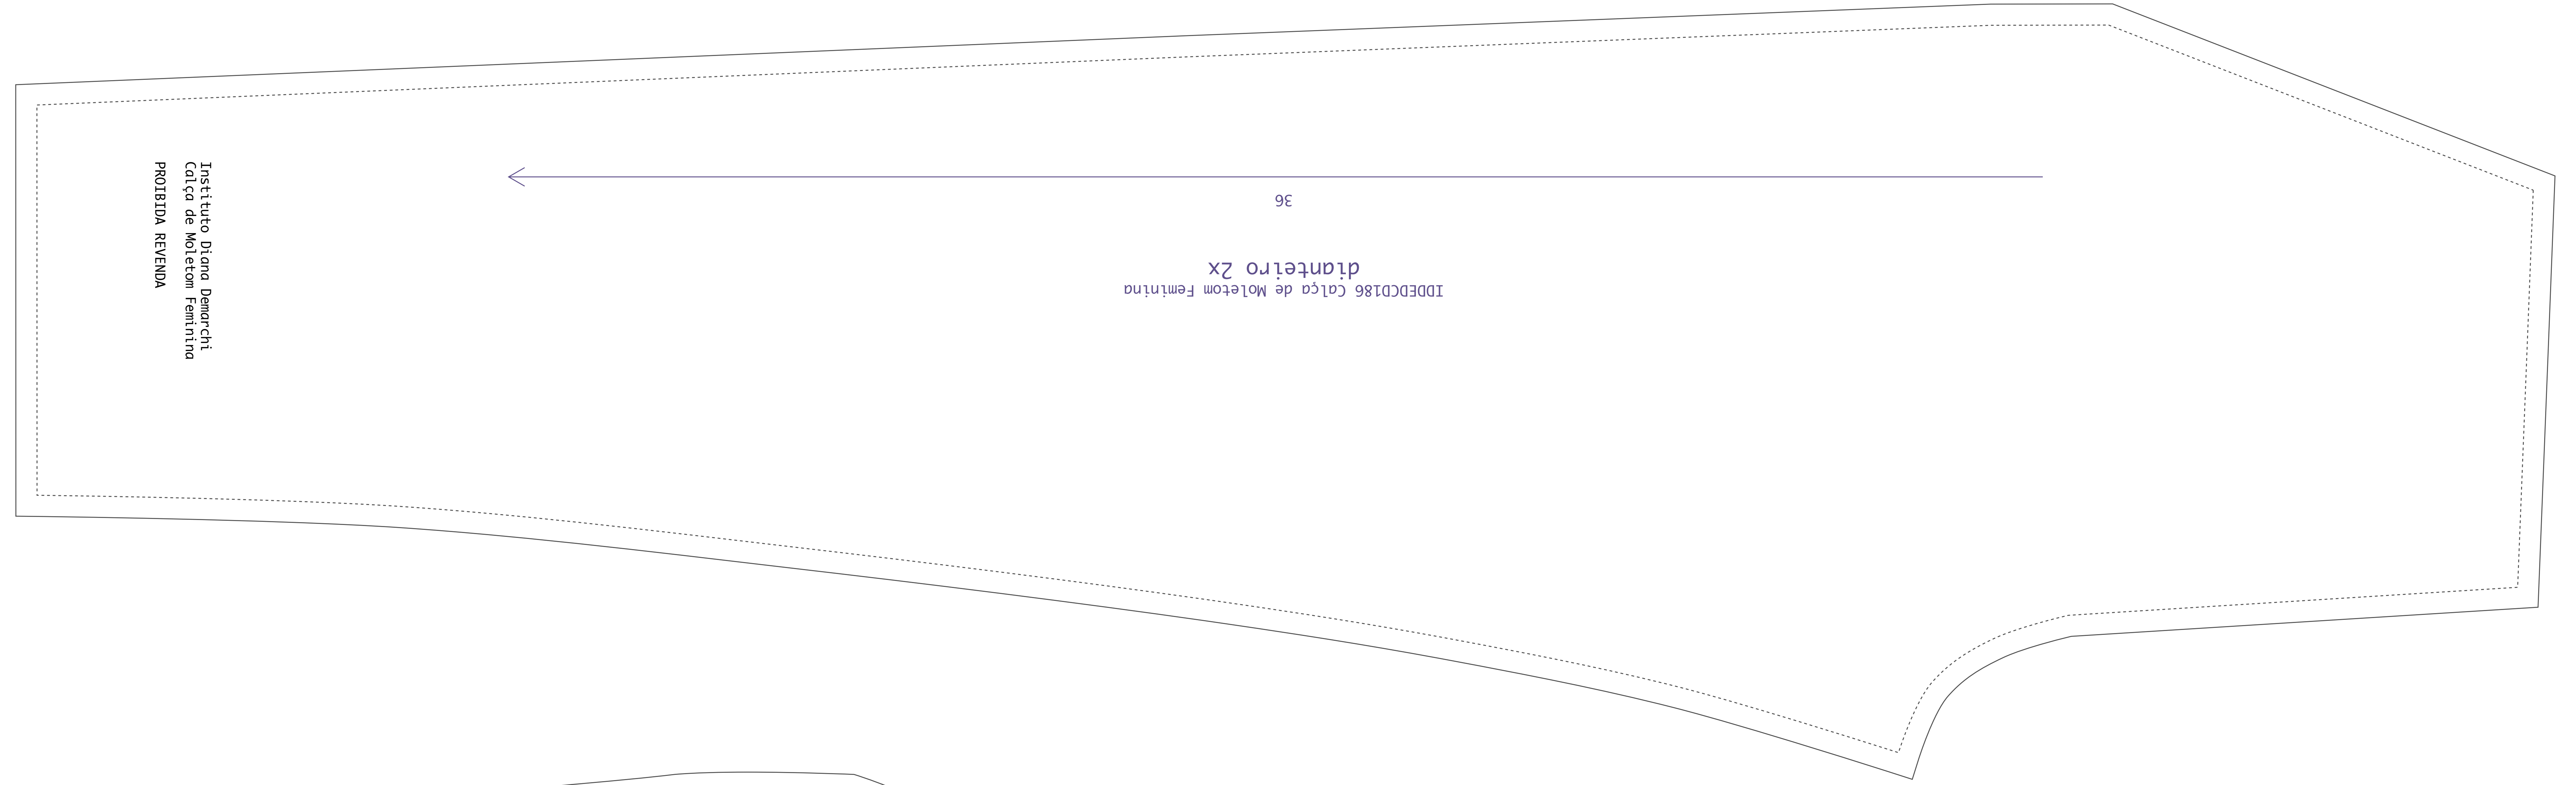 Instituto Diana Demarchi
Calça de Moletom Feminina
PROIBIDA REVENDA
IDDEDCD186 Calça de Moletom Feminina
dianteiro 2x
36